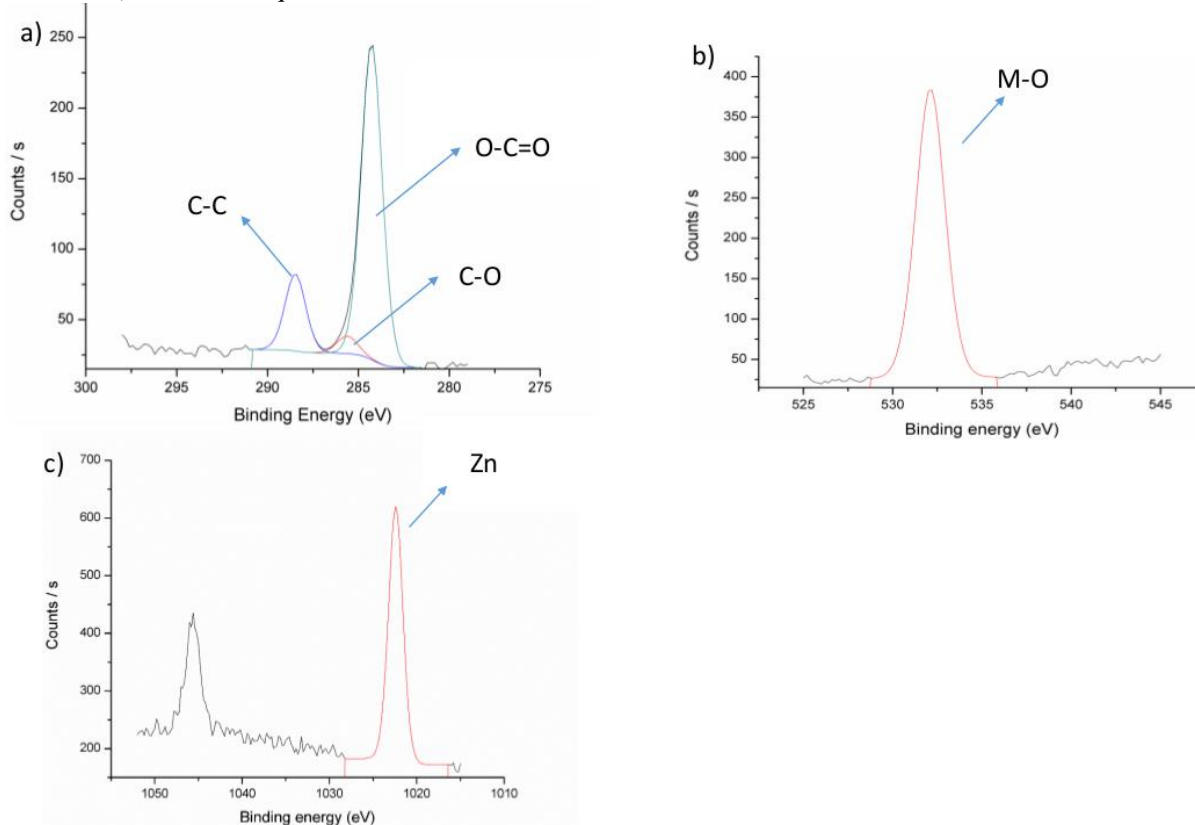 a)
250
200
150
100
50
Counts / s
C-C
O-C=O
C-O
300 295 290 285 280 275
Binding Energy (eV)
b)
400
350
300
250
200
150
100
50
Counts / s
M-O
525 530 535 540 545
Binding energy (eV)
c)
700
600
500
400
300
200
Counts / s
Zn
1050 1040 1030 1020 1010
Binding energy (eV)